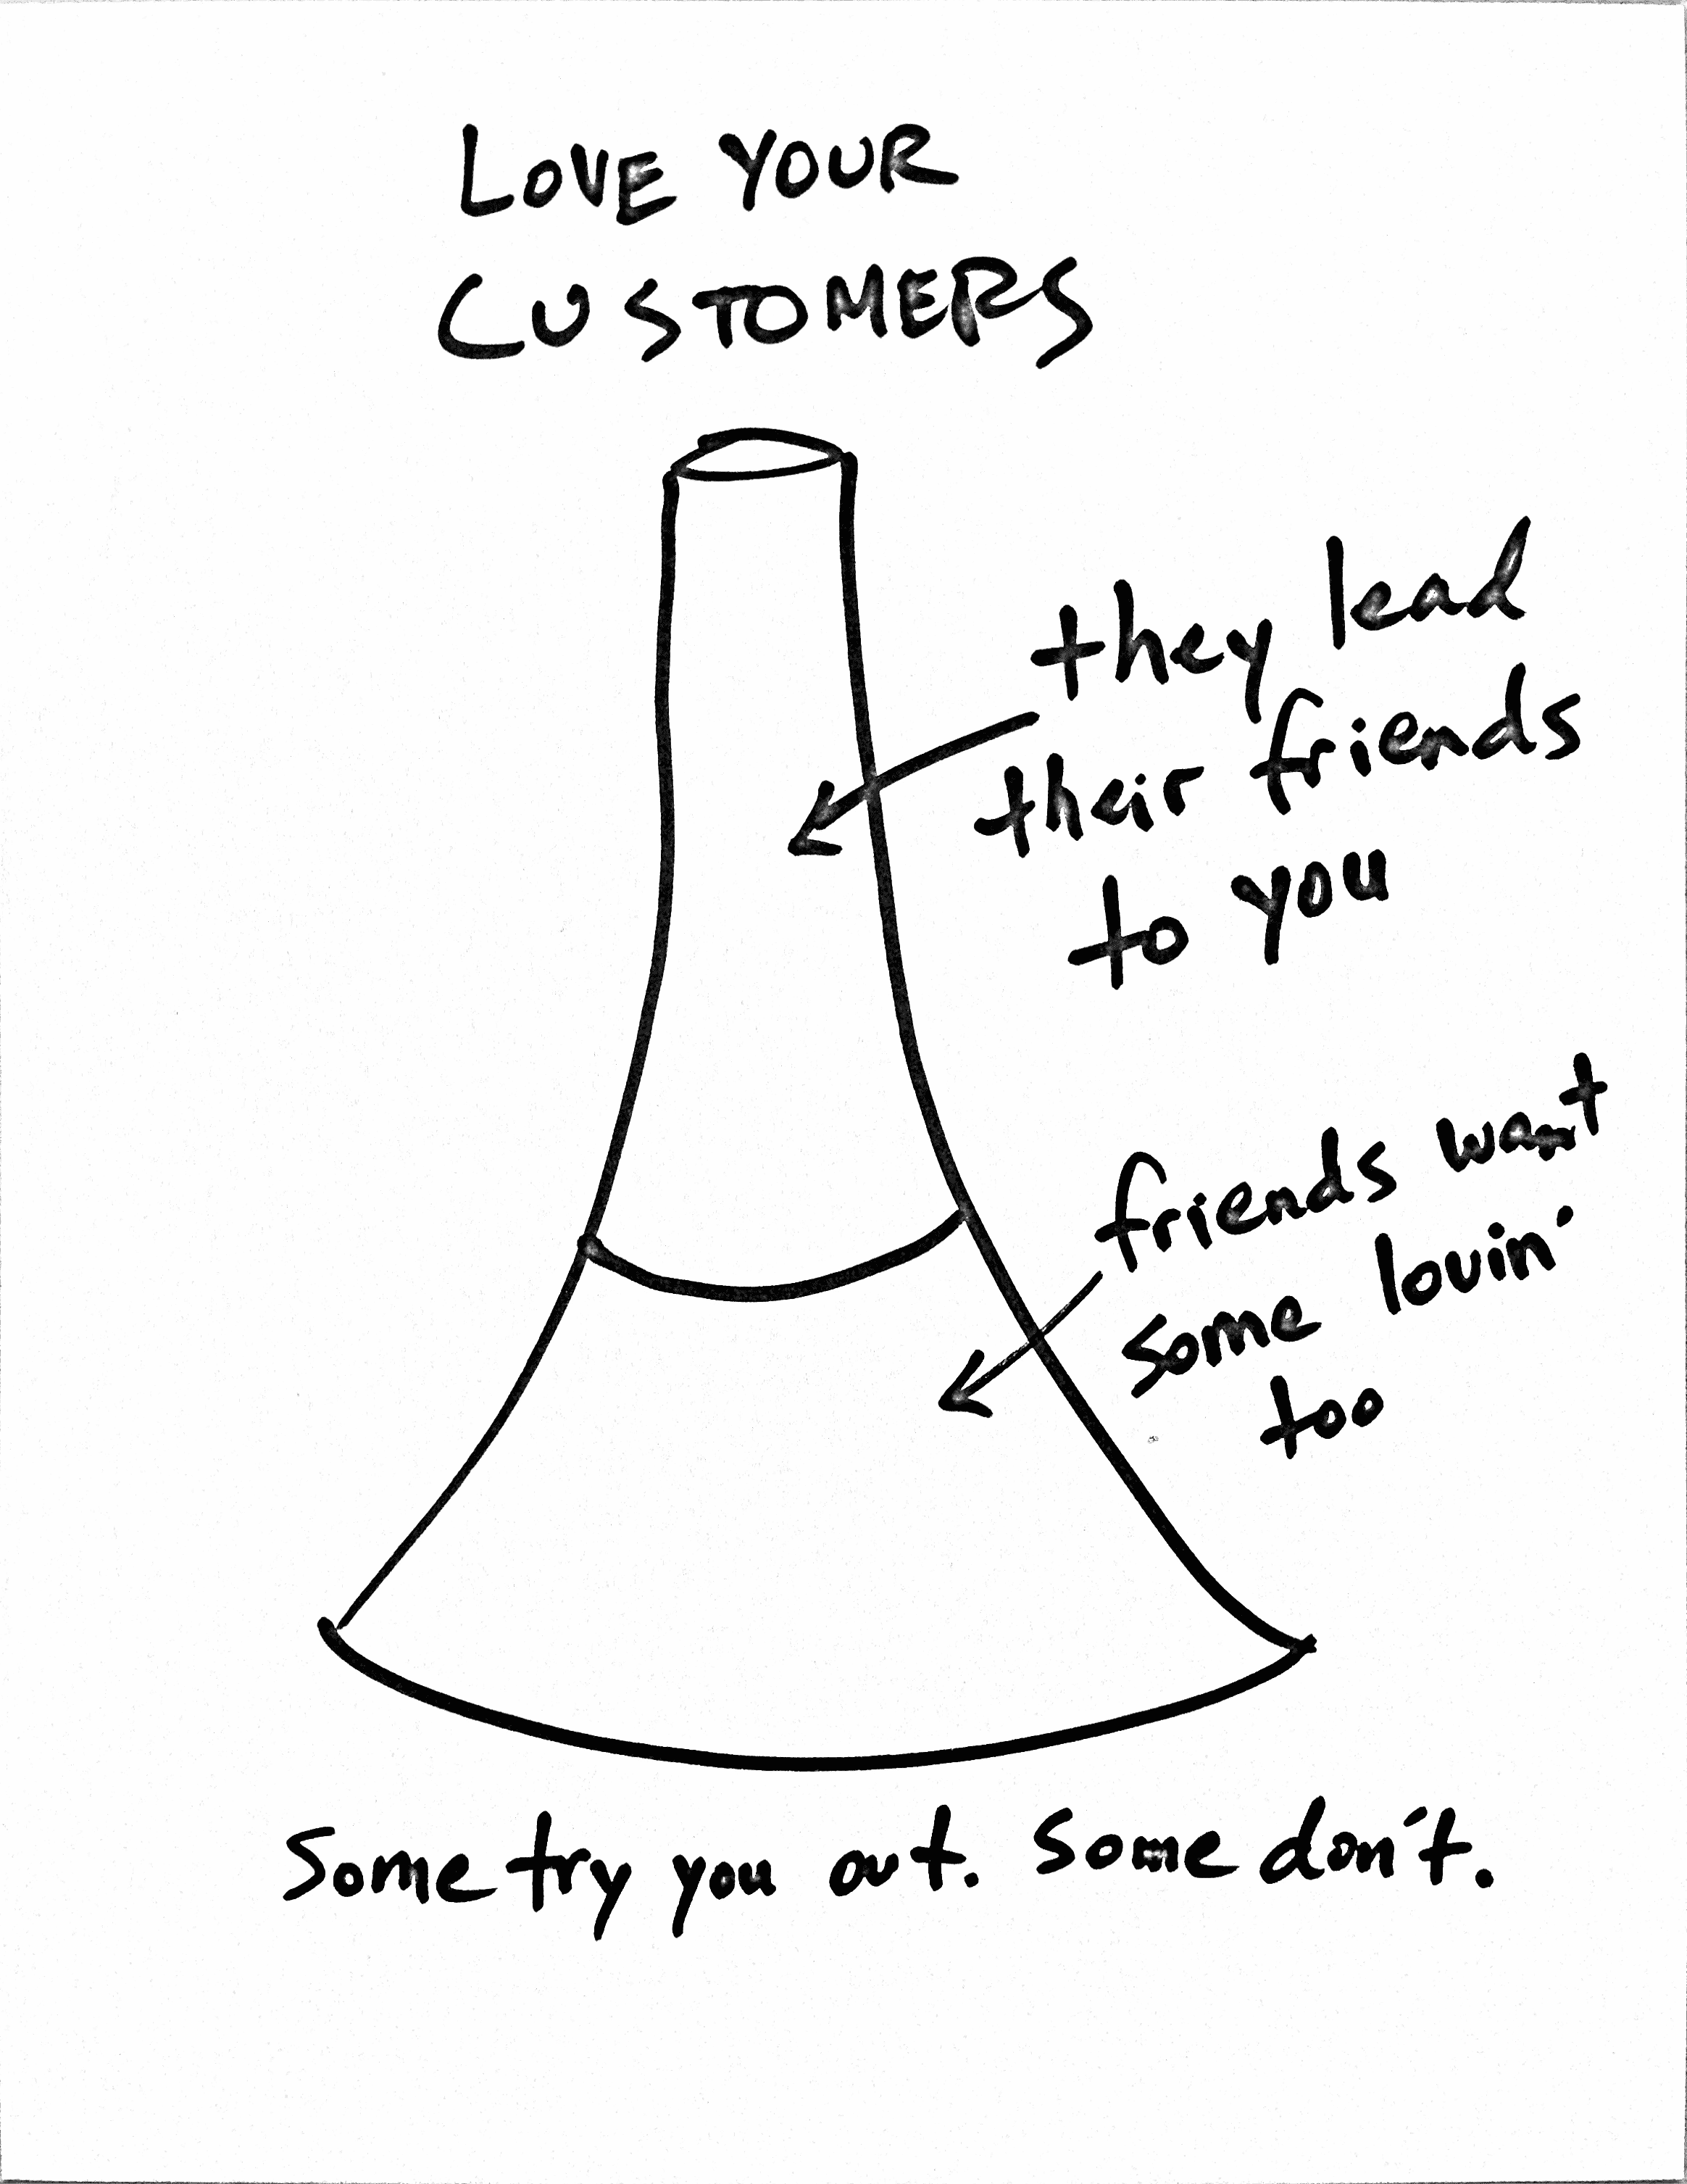 LOVE YOUR
CUSTOMERS
they lead
their friends
to you
friends want
some lovin'
too
Some try you out. Some don't.